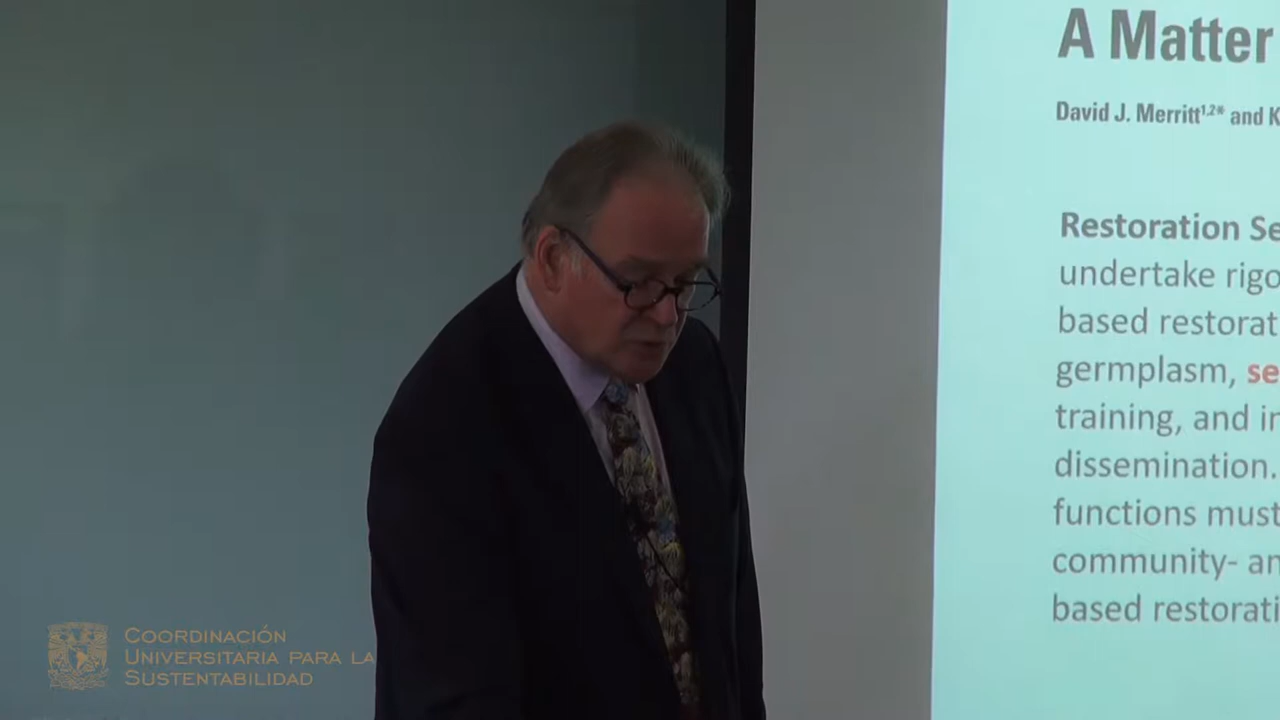 A Matter
David J. Merritt1,2* and K
Restoration Se
undertake rigo
based restorat
germplasm, se
training, and in
dissemination.
functions must
community- an
based restorati
COORDINACIÓN
UNIVERSITARIA PARA LA
SUSTENTABILIDAD